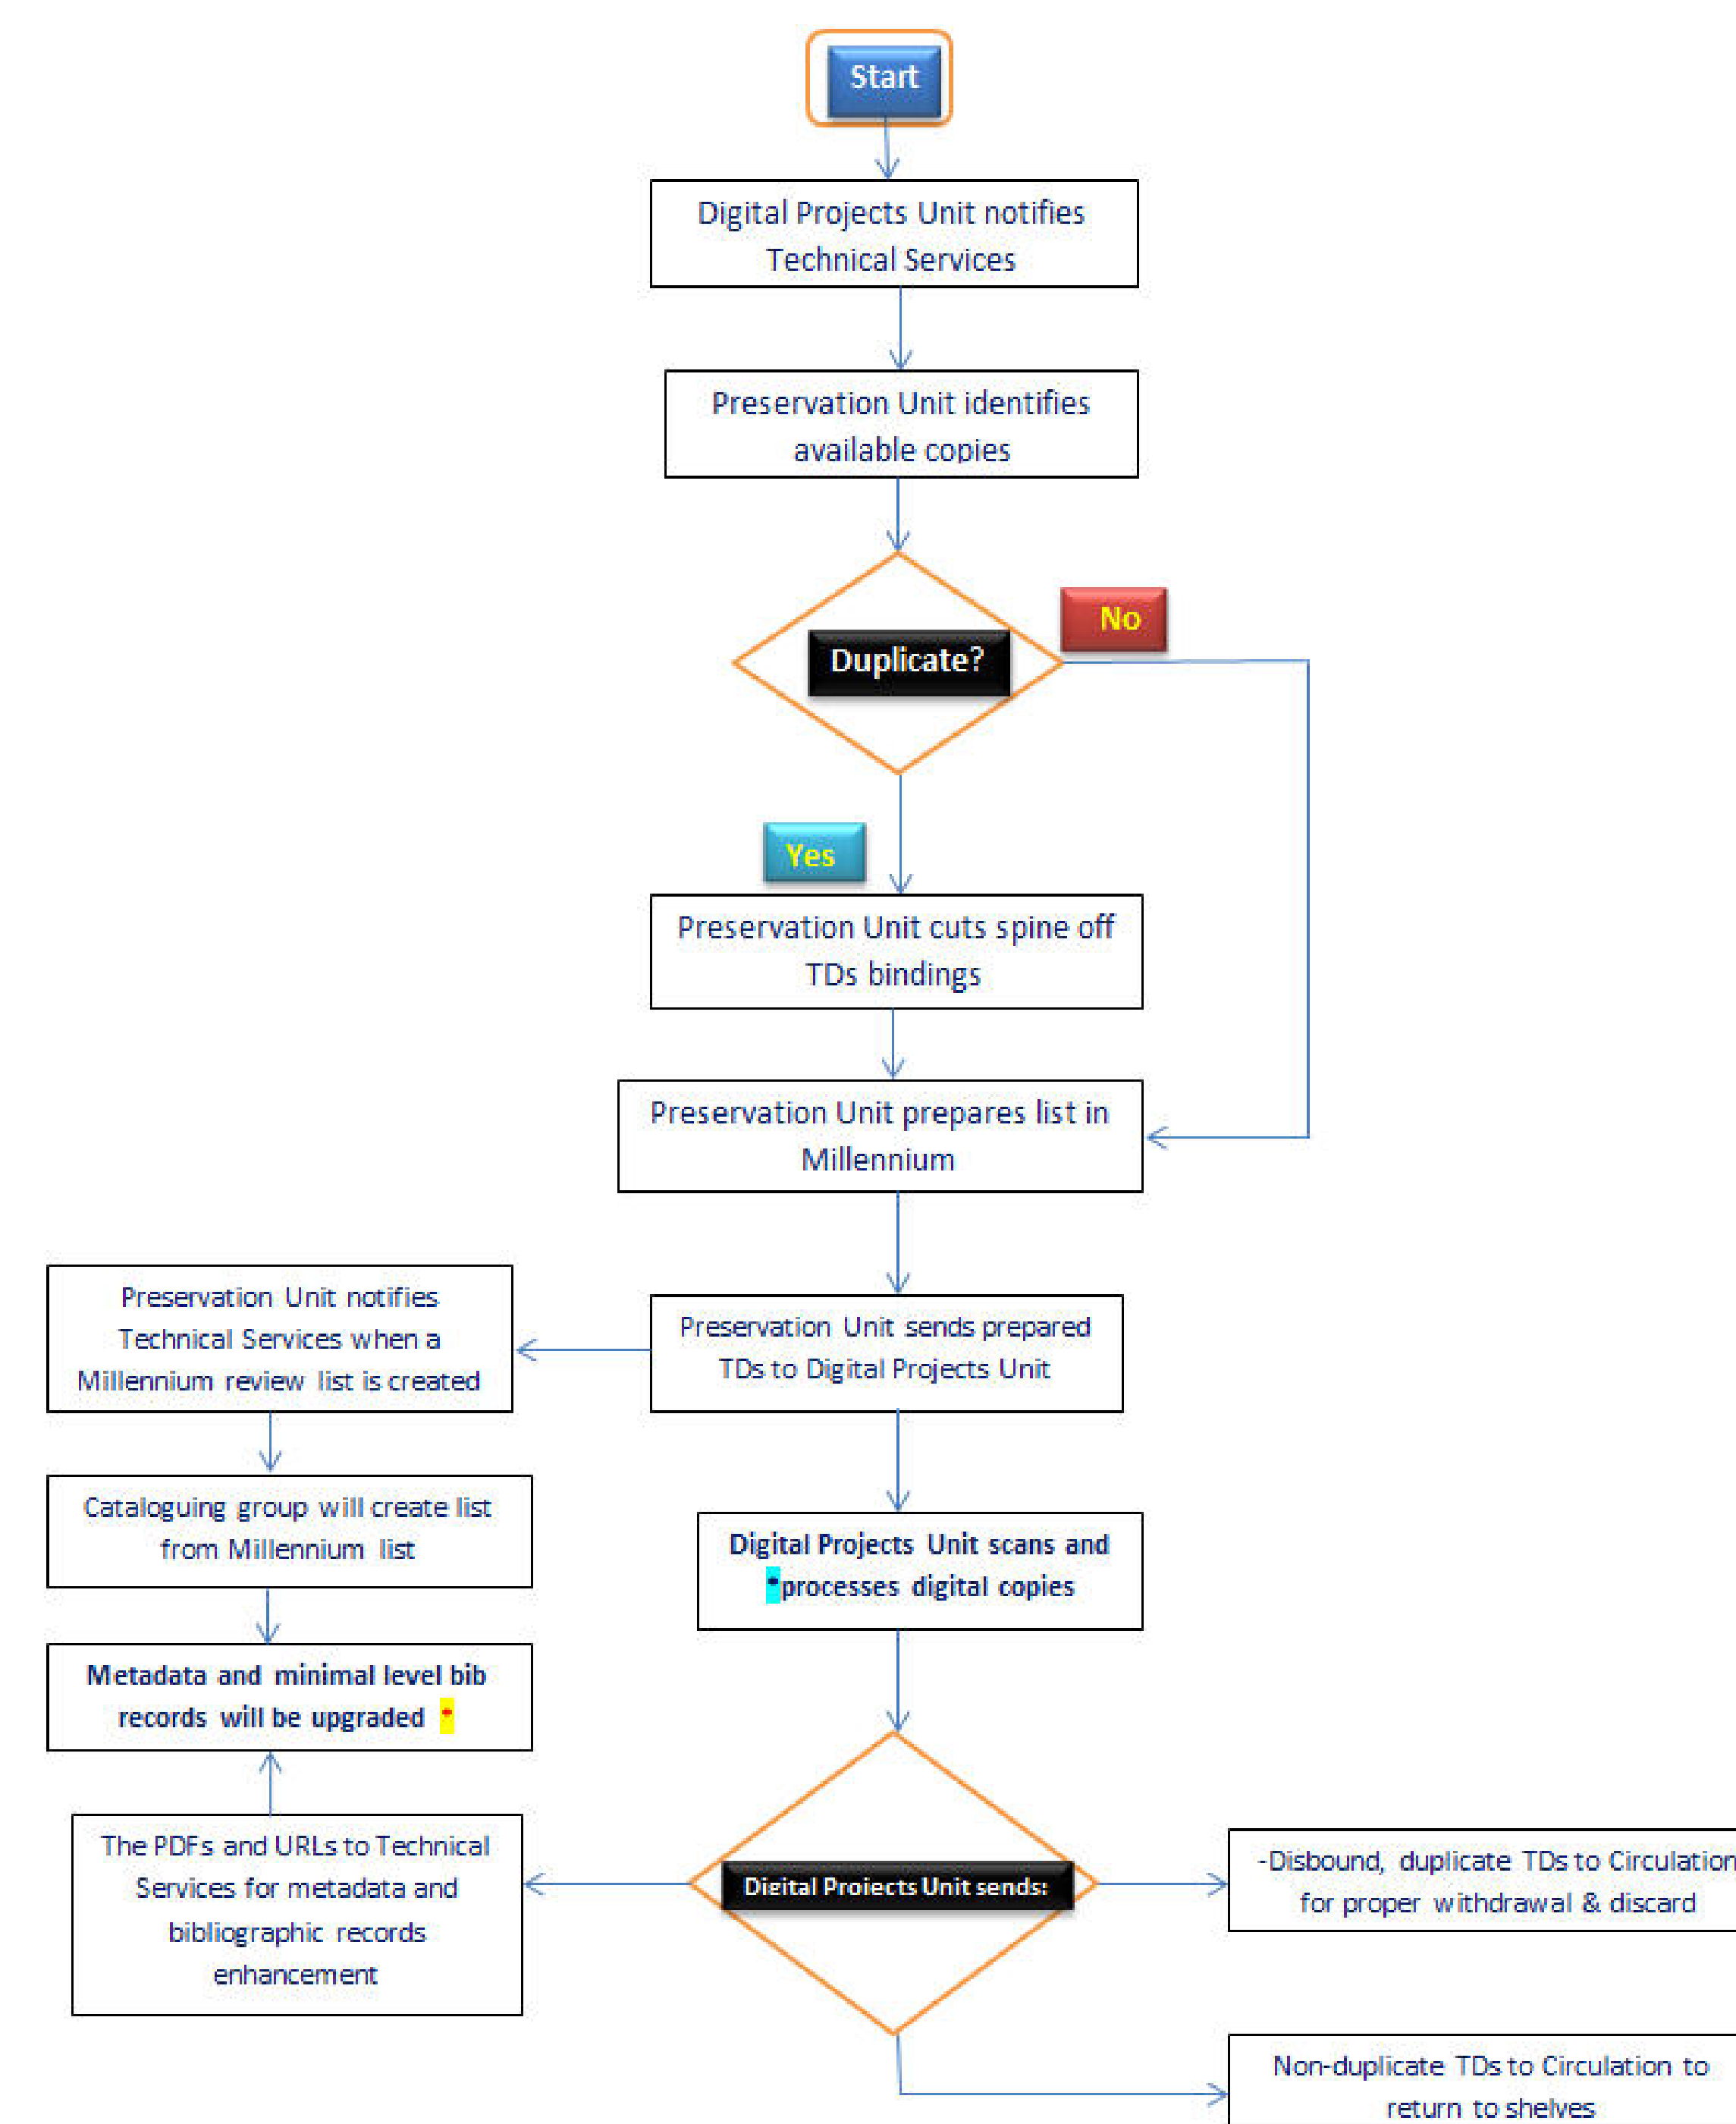 Start
Digital Projects Unit notifies
Technical Services
Preservation Unit identifies
available copies
Duplicate?
No
Yes
Preservation Unit cuts spine off
TDs bindings
Preservation Unit prepares list in
Millennium
Preservation Unit notifies
Technical Services when a
Millennium review list is created
Preservation Unit sends prepared
TDs to Digital Projects Unit
Cataloguing group will create list
from Millennium list
Digital Projects Unit scans and
*processes digital copies
Metadata and minimal level bib
records will be upgraded *
The PDFs and URLs to Technical
Services for metadata and
bibliographic records
enhancement
Digital Projects Unit sends:
-Disbound, duplicate TDs to Circulation
for proper withdrawal & discard
Non-duplicate TDs to Circulation to
return to shelves